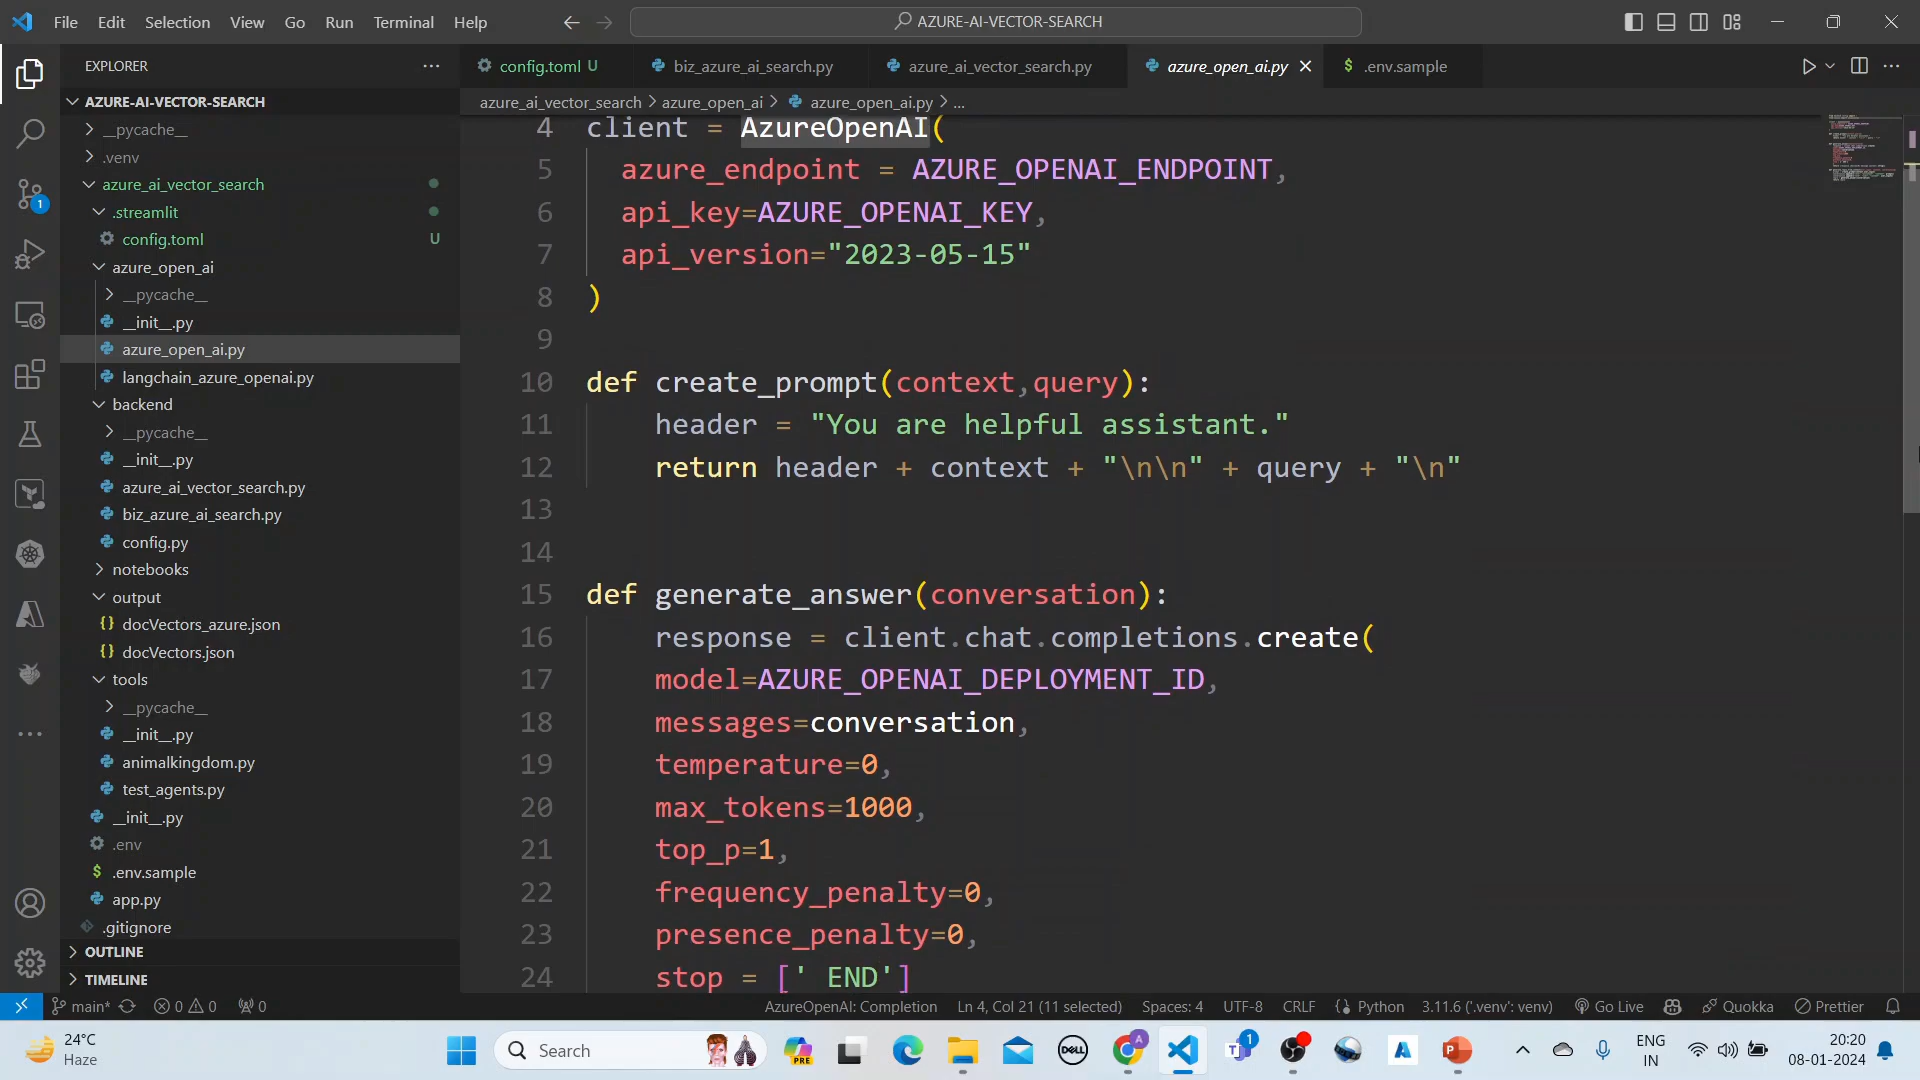 File Edit Selection View Go Run Terminal Help
AZURE-AI-VECTOR-SEARCH
EXPLORER
config.toml U
biz_azure_ai_search.py
azure_ai_vector_search.py
azure_open_ai.py
.env.sample
AZURE-AI-VECTOR-SEARCH
__pycache__
.venv
azure_ai_vector_search
.streamlit
config.toml U
azure_open_ai
__pycache__
__init__.py
azure_open_ai.py
langchain_azure_openai.py
backend
__pycache__
__init__.py
azure_ai_vector_search.py
biz_azure_ai_search.py
config.py
notebooks
output
docVectors_azure.json
docVectors.json
tools
__pycache__
__init__.py
animalkingdom.py
test_agents.py
__init__.py
.env
.env.sample
app.py
.gitignore
OUTLINE
TIMELINE
1
azure_ai_vector_search > azure_open_ai > azure_open_ai.py > ...
4 client = AzureOpenAI(
5 azure_endpoint = AZURE_OPENAI_ENDPOINT,
6 api_key=AZURE_OPENAI_KEY,
7 api_version="2023-05-15"
8 )
9
10 def create_prompt(context,query):
11 header = "You are helpful assistant."
12 return header + context + "\n\n" + query + "\n"
13
14
15 def generate_answer(conversation):
16 response = client.chat.completions.create(
17 model=AZURE_OPENAI_DEPLOYMENT_ID,
18 messages=conversation,
19 temperature=0,
20 max_tokens=1000,
21 top_p=1,
22 frequency_penalty=0,
23 presence_penalty=0,
24 stop = [' END']
main* 0 0 0
AzureOpenAI: Completion Ln 4, Col 21 (11 selected) Spaces: 4 UTF-8 CRLF Python 3.11.6 ('.venv': venv) Go Live Quokka Prettier
24°C
Haze
Search
PRE
DELL
A
1
ENG
IN
20:20
08-01-2024